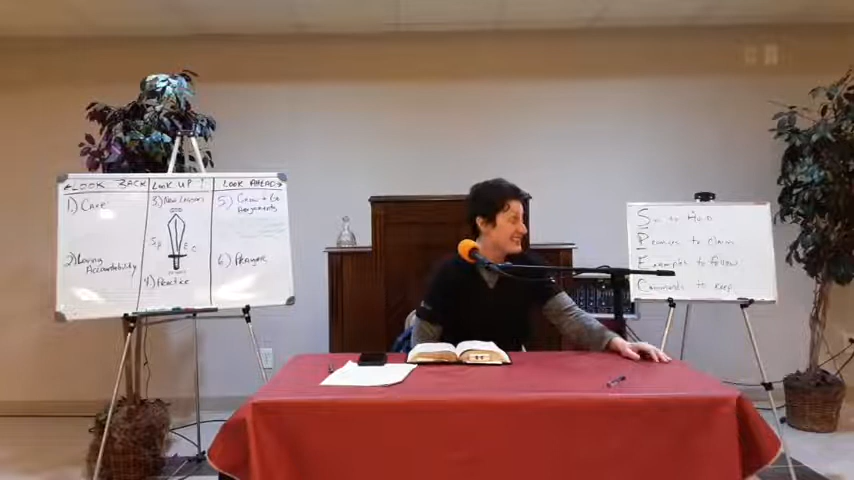 ←LOOK BACK
1) Care
2) Loving
Accountability
LOOK UP↑
3) New Lesson
S P
E C
4) Practice
LOOK AHEAD→
5) Grow + Go
Assignments
6) Prayer
Sin to Avoid
Promises to Claim
Examples to follow
Commands to keep